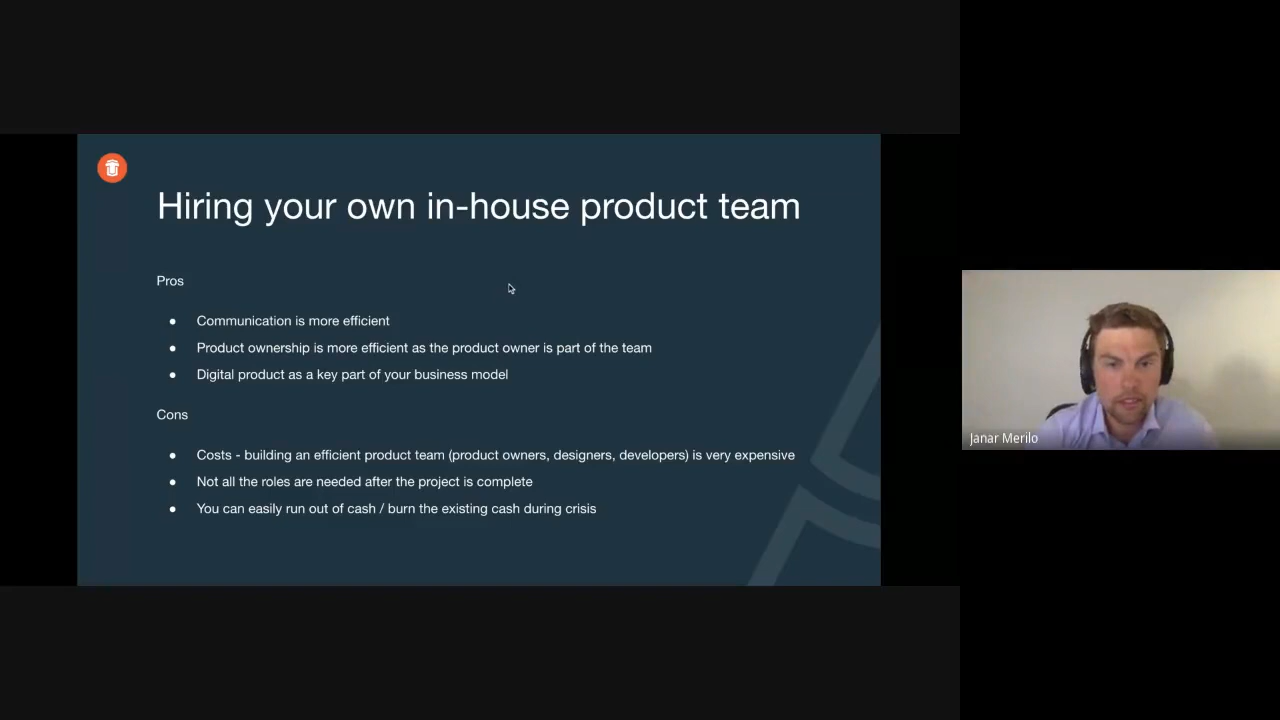 Hiring your own in-house product team
Pros
● Communication is more efficient
● Product ownership is more efficient as the product owner is part of the team
● Digital product as a key part of your business model
Cons
● Costs - building an efficient product team (product owners, designers, developers) is very expensive
● Not all the roles are needed after the project is complete
● You can easily run out of cash / burn the existing cash during crisis
Janar Merilo